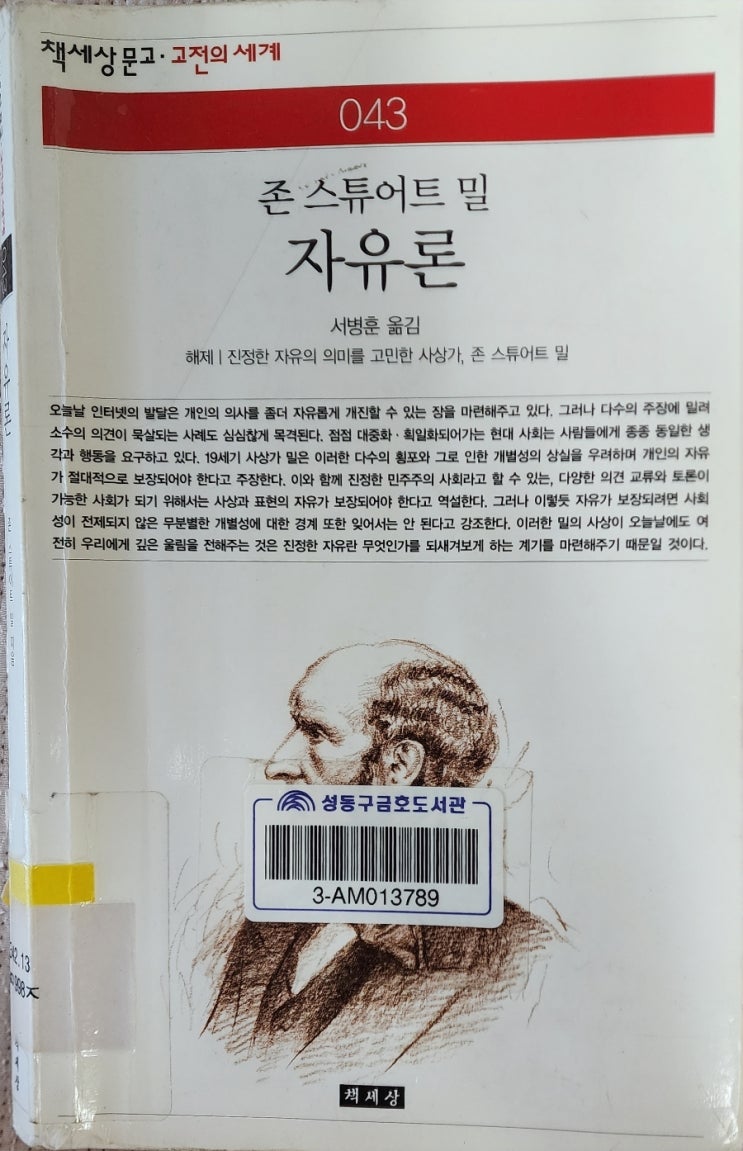 책세상문고·고전의세계
043
존 스튜어트 밀
자유론
서병훈 옮김
해제 | 진정한 자유의 의미를 고민한 사상가, 존 스튜어트 밀
오늘날 인터넷의 발달은 개인의 의사를 좀더 자유롭게 개진할 수 있는 장을 마련해주고 있다. 그러나 다수의 주장에 밀려
소수의 의견이 묵살되는 사례도 심심찮게 목격된다. 점점 대중화·획일화되어가는 현대 사회는 사람들에게 종종 동일한 생
각과 행동을 요구하고 있다. 19세기 사상가 밀은 이러한 다수의 횡포와 그로 인한 개별성의 상실을 우려하며 개인의 자유
가 절대적으로 보장되어야 한다고 주장한다. 이와 함께 진정한 민주주의 사회라고 할 수 있는, 다양한 의견 교류와 토론이
가능한 사회가 되기 위해서는 사상과 표현의 자유가 보장되어야 한다고 역설한다. 그러나 이렇듯 자유가 보장되려면 사회
성이 전제되지 않은 무분별한 개별성에 대한 경계 또한 잊어서는 안 된다고 강조한다. 이러한 밀의 사상이 오늘날에도 여
전히 우리에게 깊은 울림을 전해주는 것은 진정한 자유란 무엇인가를 되새겨보게 하는 계기를 마련해주기 때문일 것이다.
성동구금호도서관
3-AM013789
책세상
책세상